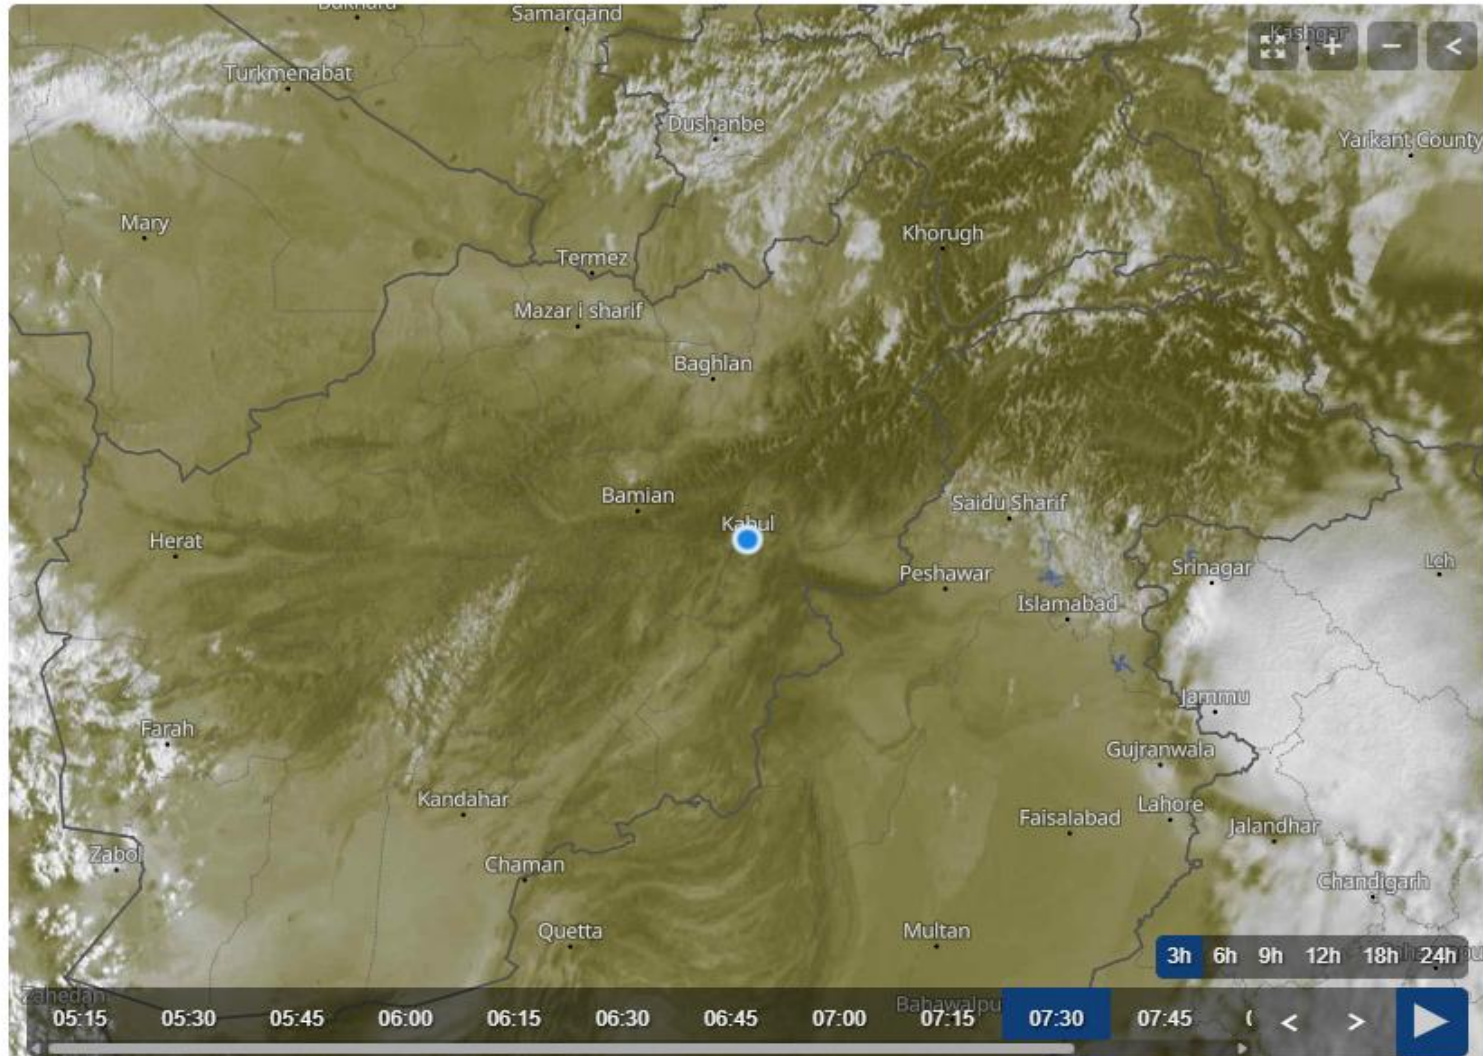 Samarqand
Kashgar
+ − <
Turkmenabat
Dushanbe
Yarkant County
Mary
Khorugh
Termez
Mazar i sharif
Baghlan
Bamian
Saidu Sharif
Kabul
Herat
Peshawar
Srinagar
Leh
Islamabad
Jammu
Farah
Gujranwala
Kandahar
Lahore
Faisalabad
Jalandhar
Zabol
Chaman
Chandigarh
Quetta
Multan
3h 6h 9h 12h 18h 24h
Zahedan
Bahawalpu
05:15 05:30 05:45 06:00 06:15 06:30 06:45 07:00 07:15 07:30 07:45 < >